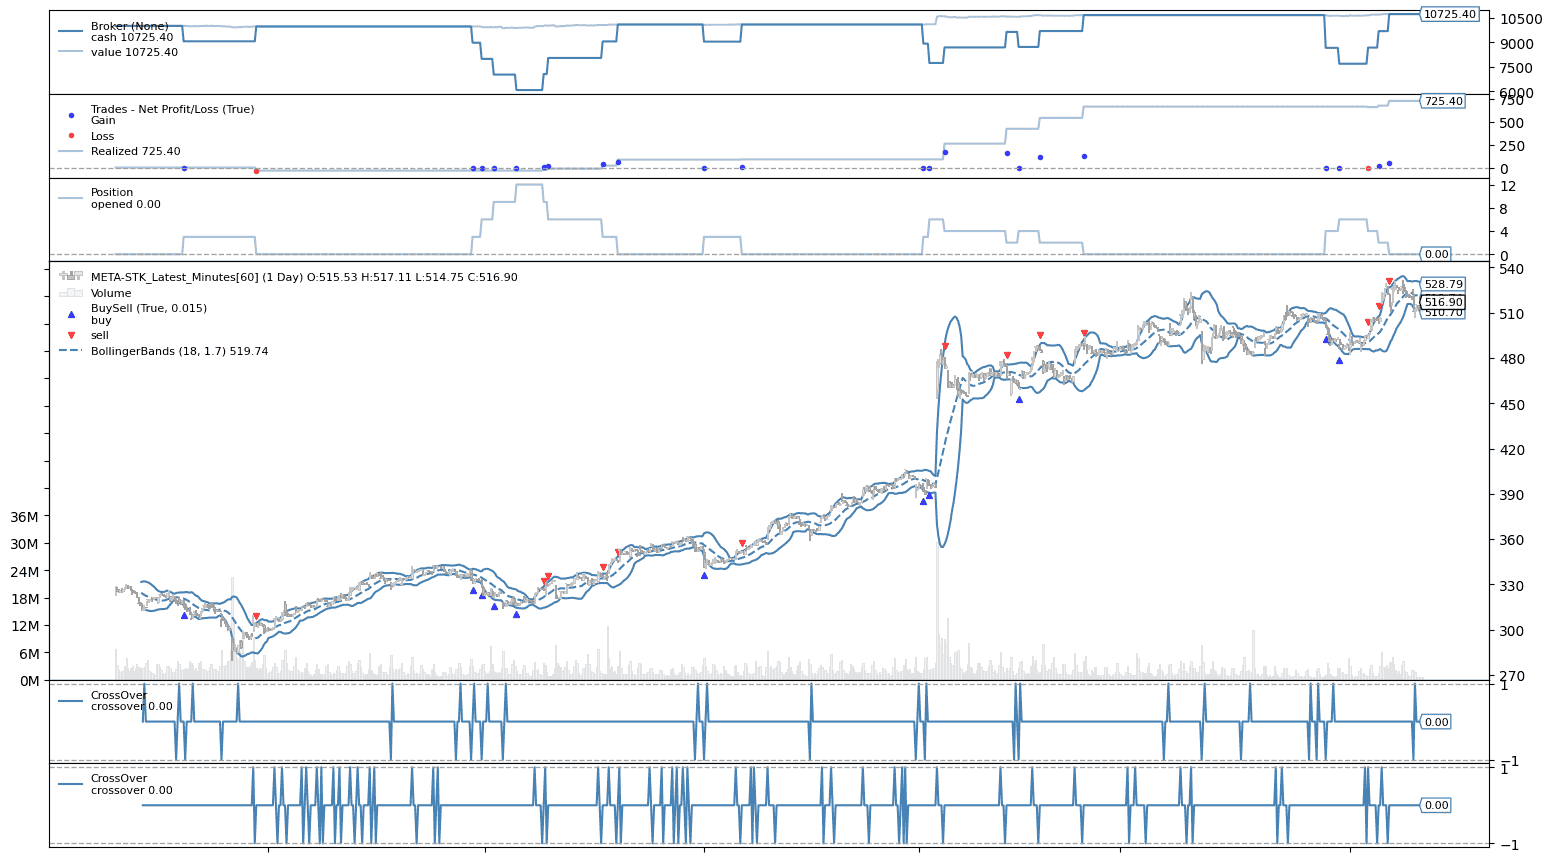 Broker (None)
cash 10725.40
value 10725.40
10725.40
10500
9000
7500
6000
Trades - Net Profit/Loss (True)
Gain
Loss
Realized 725.40
725.40
750
500
250
0
Position
opened 0.00
0.00
12
8
4
0
META-STK_Latest_Minutes[60] (1 Day) O:515.53 H:517.11 L:514.75 C:516.90
Volume
BuySell (True, 0.015)
buy
sell
BollingerBands (18, 1.7) 519.74
528.79
516.90
510.70
540
510
480
450
420
390
360
330
300
270
36M
30M
24M
18M
12M
6M
0M
CrossOver
crossover 0.00
0.00
1
−1
CrossOver
crossover 0.00
0.00
1
−1